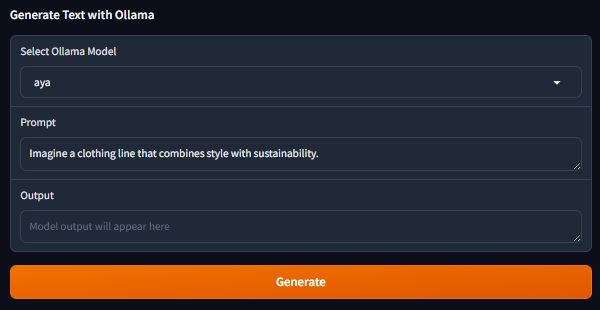 Generate Text with Ollama
Select Ollama Model
aya
Prompt
Imagine a clothing line that combines style with sustainability.
Output
Model output will appear here
Generate